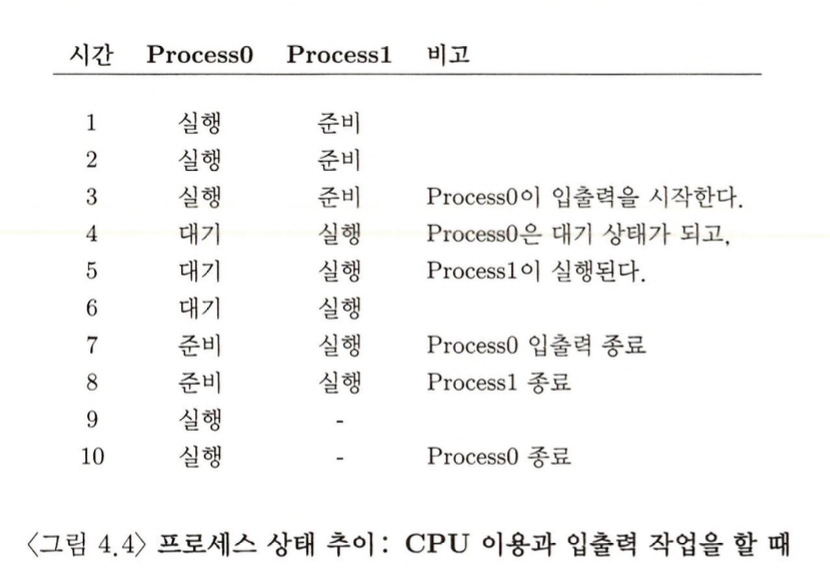 시간 Process0 Process1 비고
1 실행 준비
2 실행 준비
3 실행 준비 Process0이 입출력을 시작한다.
4 대기 실행 Process0은 대기 상태가 되고,
5 대기 실행 Process1이 실행된다.
6 대기 실행
7 준비 실행 Process0 입출력 종료
8 준비 실행 Process1 종료
9 실행 -
10 실행 - Process0 종료
〈그림 4.4〉 프로세스 상태 추이: CPU 이용과 입출력 작업을 할 때